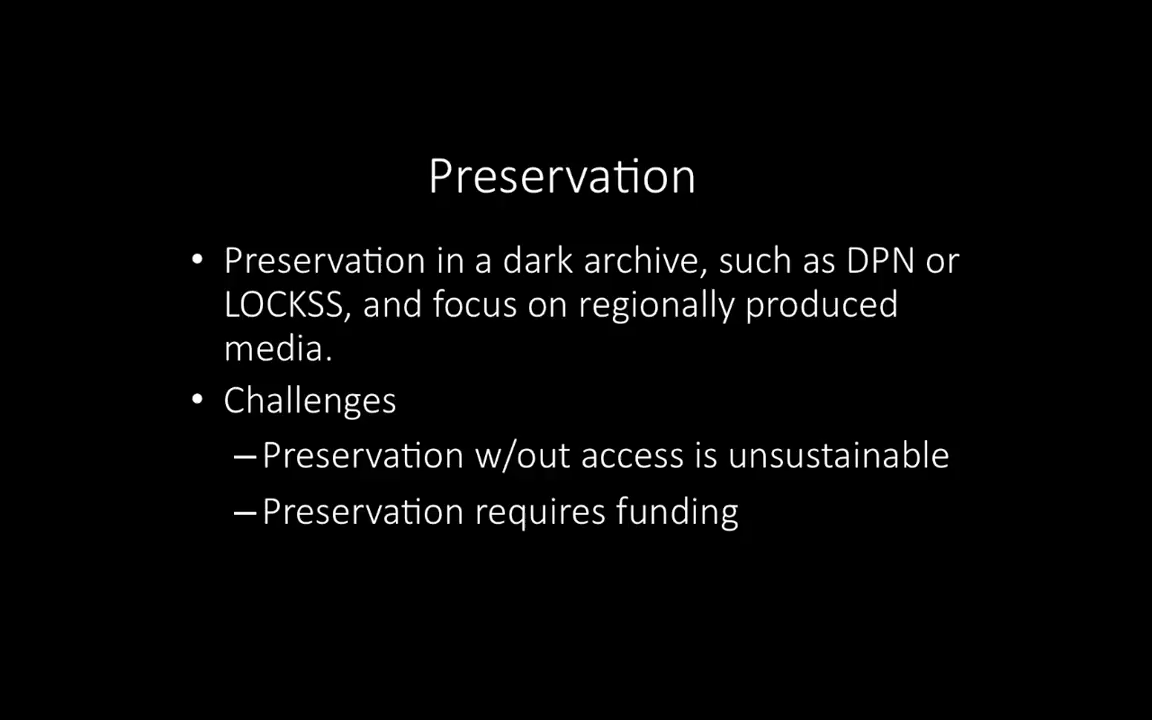 Preservation
• Preservation in a dark archive, such as DPN or
LOCKSS, and focus on regionally produced
media.
• Challenges
–Preservation w/out access is unsustainable
–Preservation requires funding